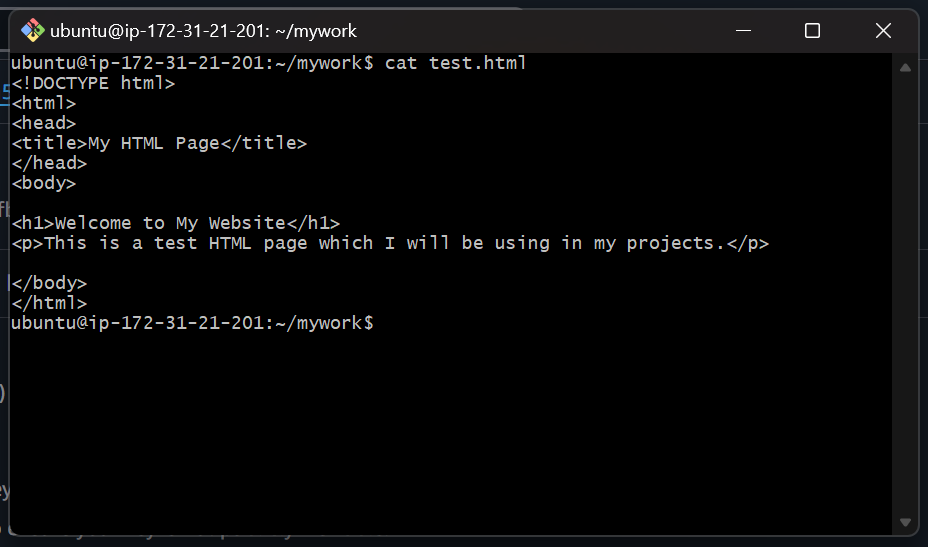 ubuntu@ip-172-31-21-201: ~/mywork
ubuntu@ip-172-31-21-201:~/mywork$ cat test.html
<!DOCTYPE html>
<html>
<head>
<title>My HTML Page</title>
</head>
<body>
<h1>Welcome to My Website</h1>
<p>This is a test HTML page which I will be using in my projects.</p>
</body>
</html>
ubuntu@ip-172-31-21-201:~/mywork$